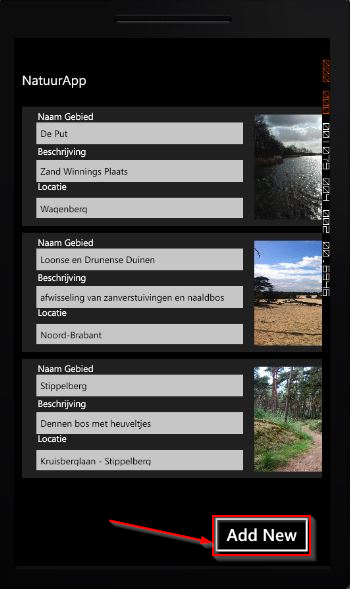 NatuurApp
Naam Gebied
De Put
Beschrijving
Zand Winnings Plaats
Locatie
Wagenberg
Naam Gebied
Loonse en Drunense Duinen
Beschrijving
afwisseling van zanverstuivingen en naaldbos
Locatie
Noord-Brabant
Naam Gebied
Stippelberg
Beschrijving
Dennen bos met heuveltjes
Locatie
Kruisberglaan - Stippelberg
Add New